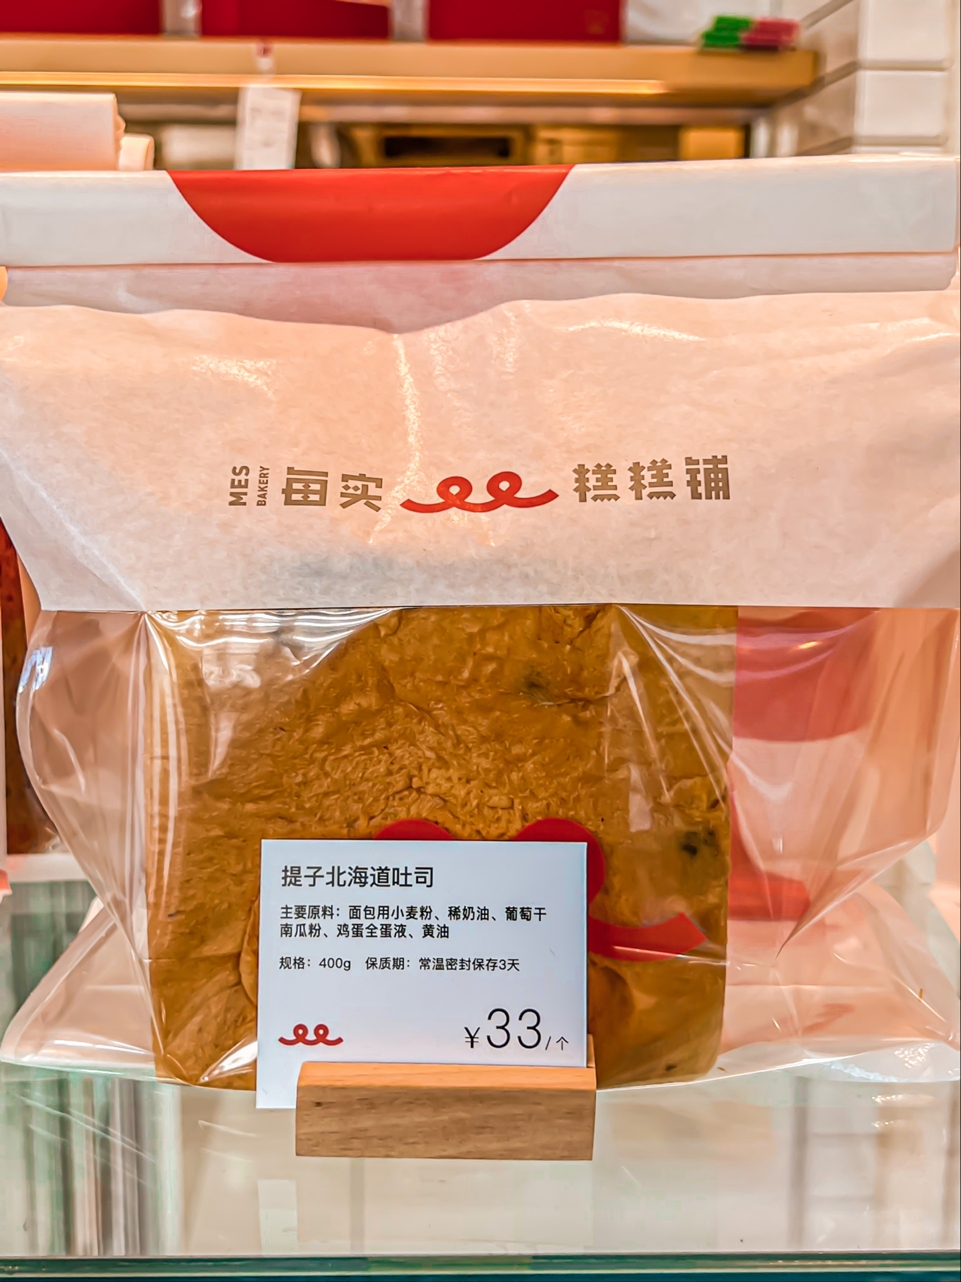 MES
BAKERY
亩实
糕糕铺
提子北海道吐司
主要原料：面包用小麦粉、稀奶油、葡萄干
南瓜粉、鸡蛋全蛋液、黄油
规格：400g 保质期：常温密封保存3天
¥33/个